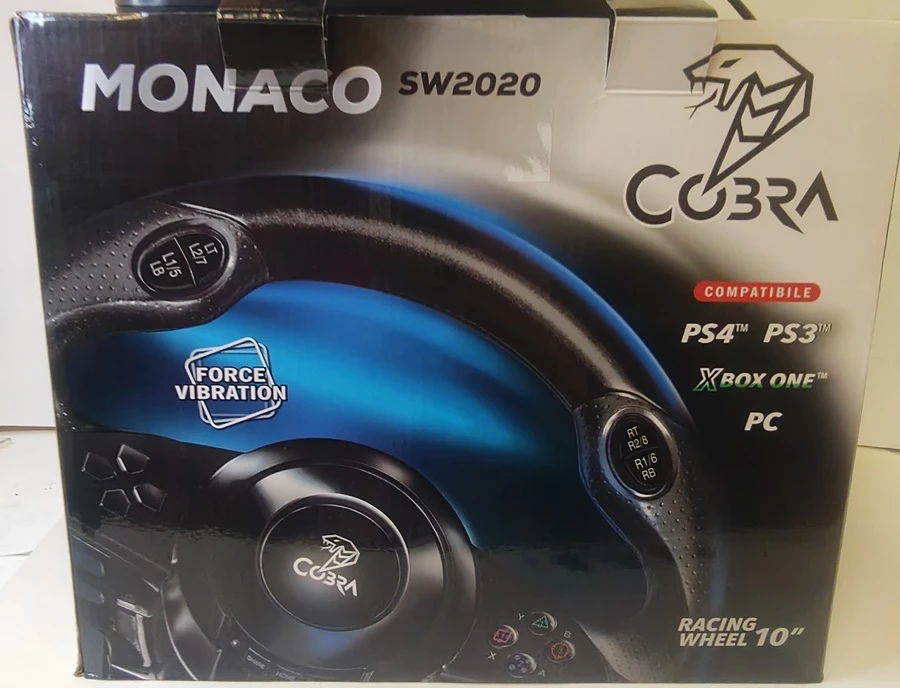 MONACO SW2020
COBRA
COMPATIBILE
PS4™ PS3™
XBOX ONE™
PC
FORCE
VIBRATION
L1/5
LB
LT
L2/7
RT
R2/8
R1/6
RB
COBRA
Y
B
X
A
SHARE
RACING
WHEEL 10"